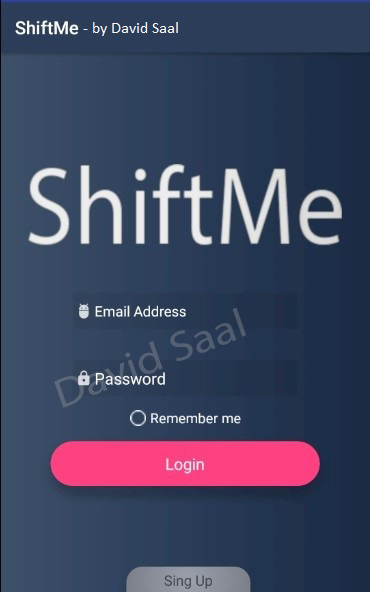 ShiftMe - by David Saal
ShiftMe
Email Address
David Saal
Password
Remember me
Login
Sing Up